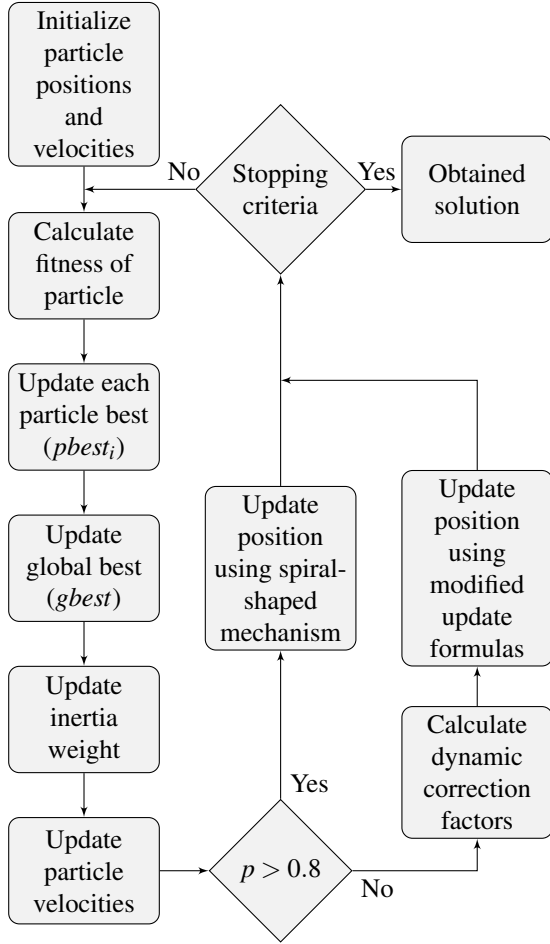 Initialize
particle
positions
and
velocities
No
Stopping
criteria
Yes
Obtained
solution
Calculate
fitness of
particle
Update each
particle best
(pbestᵢ)
Update
global best
(gbest)
Update
inertia
weight
Update
particle
velocities
p > 0.8
Yes
No
Update
position
using spiral-
shaped
mechanism
Calculate
dynamic
correction
factors
Update
position
using
modified
update
formulas